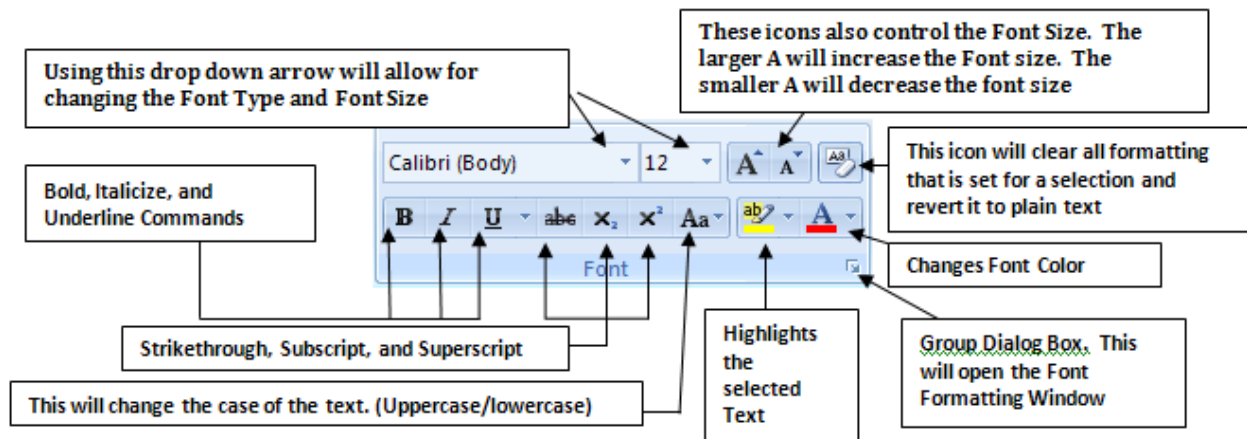 These icons also control the Font Size. The
larger A will increase the Font size. The
smaller A will decrease the font size
Using this drop down arrow will allow for
changing the Font Type and Font Size
Calibri (Body)
12
A A Aa
This icon will clear all formatting
that is set for a selection and
revert it to plain text
Bold, Italicize, and
Underline Commands
B I U abc x₂ x² Aa ab A
Font
Changes Font Color
Strikethrough, Subscript, and Superscript
Highlights
the
selected
Text
Group Dialog Box. This
will open the Font
Formatting Window
This will change the case of the text. (Uppercase/lowercase)